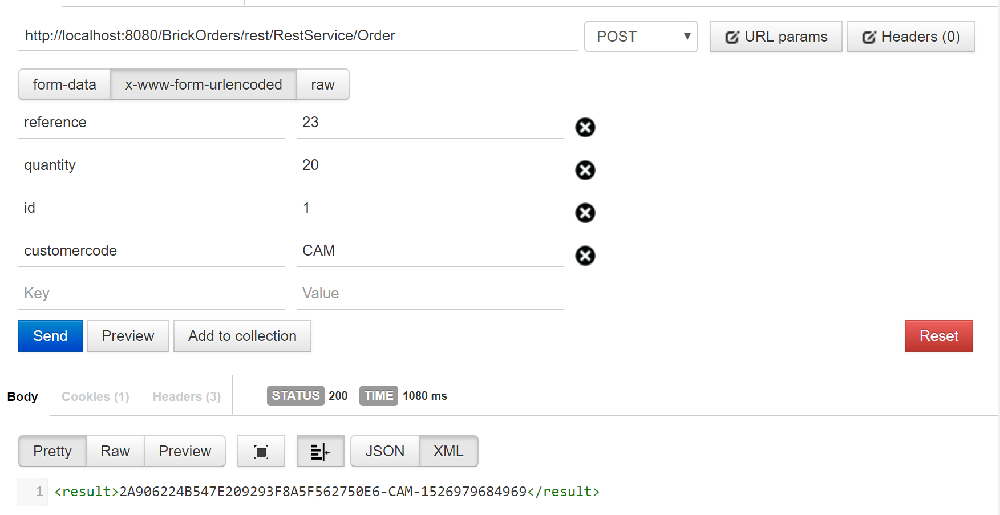 http://localhost:8080/BrickOrders/rest/RestService/Order POST ▼ URL params Headers (0)
form-data x-www-form-urlencoded raw
reference 23
quantity 20
id 1
customercode CAM
Key Value
Send Preview Add to collection Reset
Body Cookies (1) Headers (3) STATUS 200 TIME 1080 ms
Pretty Raw Preview JSON XML
1 <result>2A906224B547E209293F8A5F562750E6-CAM-1526979684969</result>